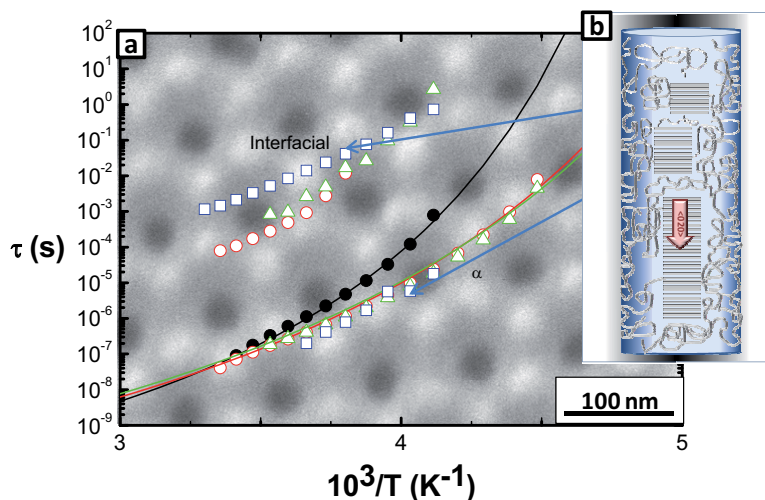 a
b
10^2
10^1
10^0
10^-1
10^-2
10^-3
10^-4
10^-5
10^-6
10^-7
10^-8
10^-9
τ (s)
Interfacial
α
<020>
100 nm
3
4
5
10^3/T (K^-1)